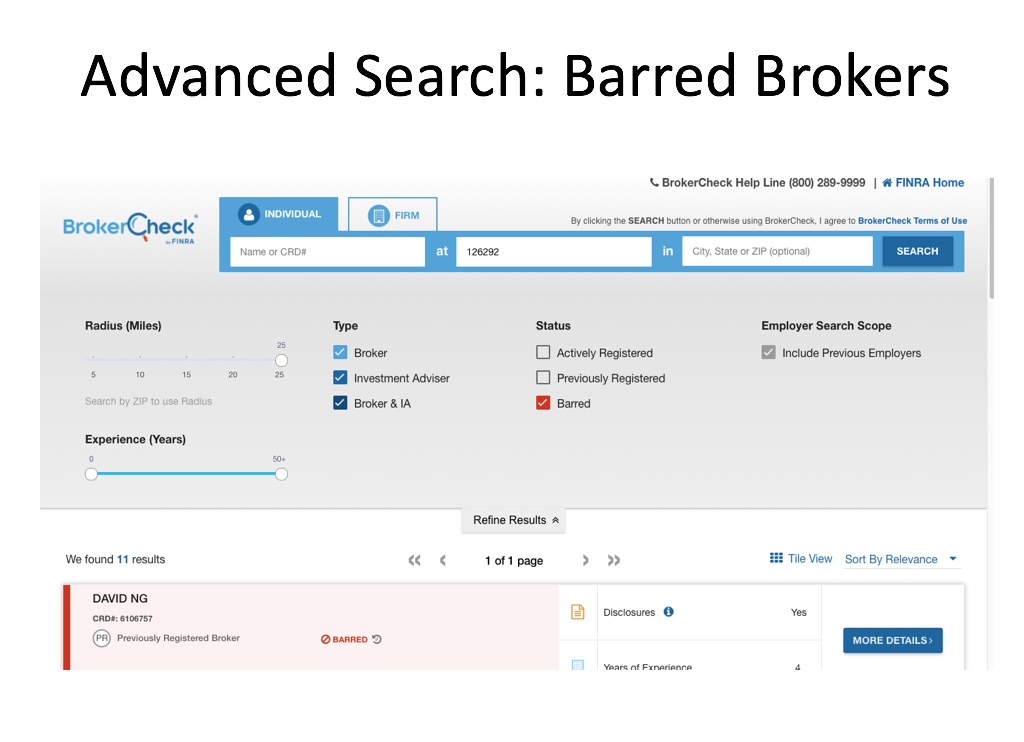 Advanced Search: Barred Brokers
BrokerCheck Help Line (800) 289-9999 | FINRA Home
BrokerCheck®
by FINRA
INDIVIDUAL
FIRM
By clicking the SEARCH button or otherwise using BrokerCheck, I agree to BrokerCheck Terms of Use
Name or CRD# at 126292 in City, State or ZIP (optional) SEARCH
Radius (Miles)
25
5 10 15 20 25
Search by ZIP to use Radius
Experience (Years)
0 50+
Type
Broker
Investment Adviser
Broker & IA
Status
Actively Registered
Previously Registered
Barred
Employer Search Scope
Include Previous Employers
Refine Results
We found 11 results
1 of 1 page
Tile View
Sort By Relevance
DAVID NG
CRD#: 6106757
PR Previously Registered Broker
BARRED
Disclosures Yes
Years of Experience 4
MORE DETAILS